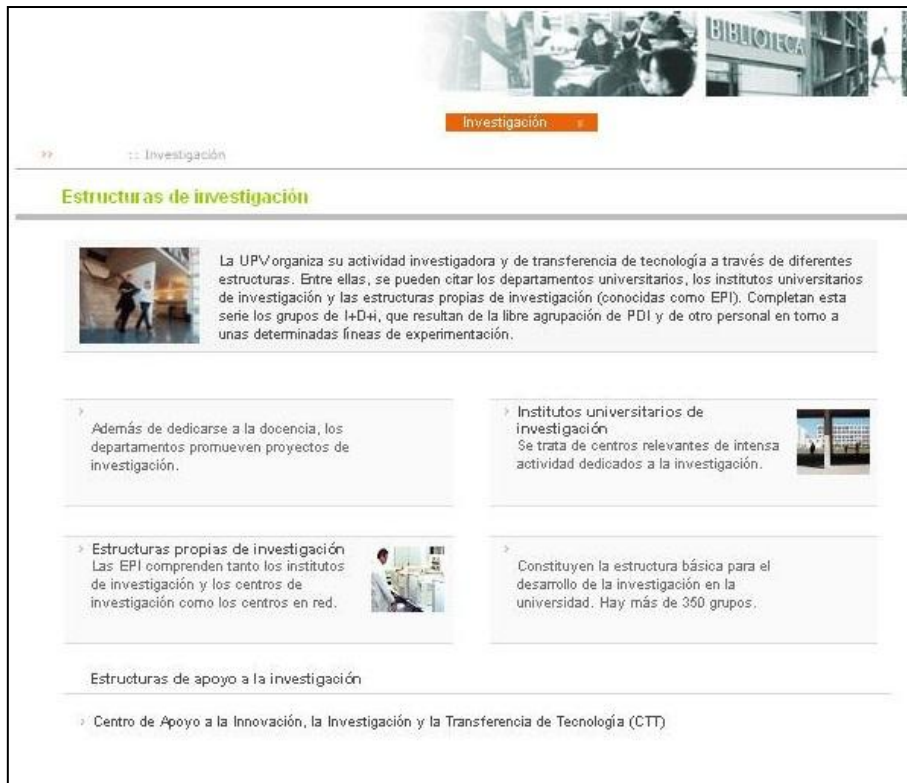 BIBLIOTECA
Investigación
>> :: Investigación
Estructuras de investigación
La UPV organiza su actividad investigadora y de transferencia de tecnología a través de diferentes
estructuras. Entre ellas, se pueden citar los departamentos universitarios, los institutos universitarios
de investigación y las estructuras propias de investigación (conocidas como EPI). Completan esta
serie los grupos de I+D+i, que resultan de la libre agrupación de PDI y de otro personal en torno a
unas determinadas líneas de experimentación.
Además de dedicarse a la docencia, los
departamentos promueven proyectos de
investigación.
Institutos universitarios de
investigación
Se trata de centros relevantes de intensa
actividad dedicados a la investigación.
Estructuras propias de investigación
Las EPI comprenden tanto los institutos
de investigación y los centros de
investigación como los centros en red.
Constituyen la estructura básica para el
desarrollo de la investigación en la
universidad. Hay más de 350 grupos.
Estructuras de apoyo a la investigación
Centro de Apoyo a la Innovación, la Investigación y la Transferencia de Tecnología (CTT)